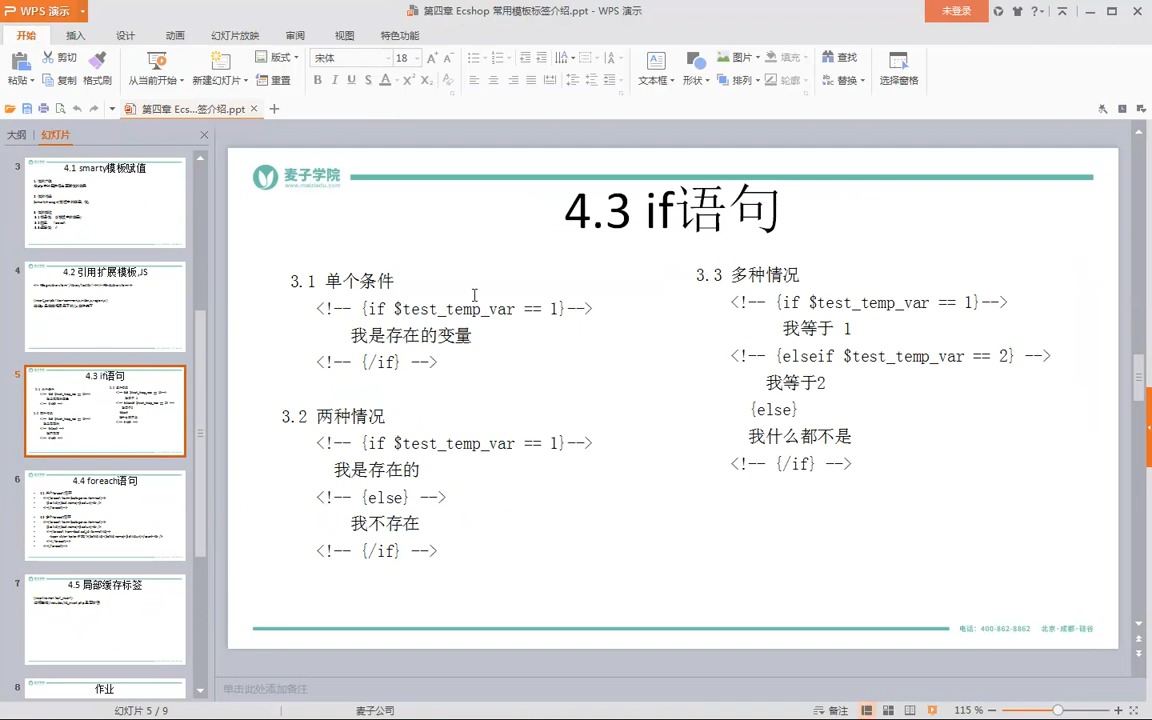 WPS 演示
第四章 Ecshop 常用模板标签介绍.ppt - WPS 演示
未登录
开始 插入 设计 动画 幻灯片放映 审阅 视图 特色功能
粘贴 剪切 复制 格式刷 从当前开始 新建幻灯片 版式 重置 宋体 18 文本框 形状 图片 排列 填充 轮廓 查找 替换 选择窗格
B I U S A X² X₂
第四章 Ecs...签介绍.ppt
大纲 幻灯片
3
4.1 smarty模板赋值
4
4.2 引用扩展模板,JS
5
4.3 if语句
6
4.4 foreach语句
7
4.5 局部缓存标签
8
作业
麦子学院
www.maiziedu.com
4.3 if语句
3.1 单个条件
<!-- {if $test_temp_var == 1}-->
我是存在的变量
<!-- {/if} -->
3.2 两种情况
<!-- {if $test_temp_var == 1}-->
我是存在的
<!-- {else} -->
我不存在
<!-- {/if} -->
3.3 多种情况
<!-- {if $test_temp_var == 1}-->
我等于 1
<!-- {elseif $test_temp_var == 2} -->
我等于2
{else}
我什么都不是
<!-- {/if} -->
电话：400-862-8862 北京·成都·硅谷
单击此处添加备注
幻灯片 5 / 9
麦子公司
备注
115 %